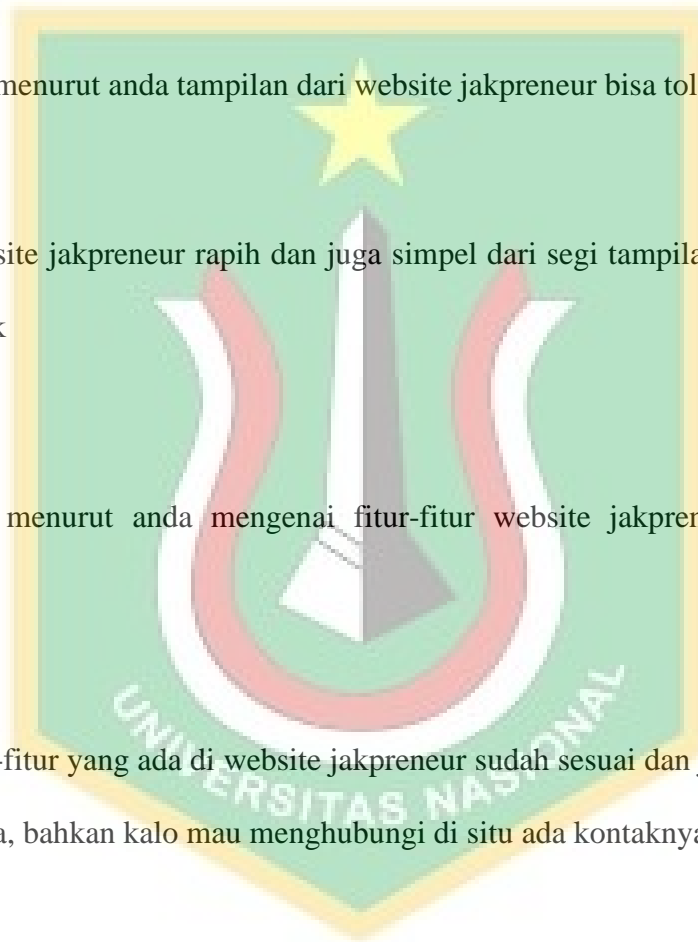 menurut anda tampilan dari website jakpreneur bisa tol
site jakpreneur rapih dan juga simpel dari segi tampila
k
menurut anda mengenai fitur-fitur website jakpren
-fitur yang ada di website jakpreneur sudah sesuai dan
a, bahkan kalo mau menghubungi di situ ada kontaknya
UNIVERSITAS NASIONAL